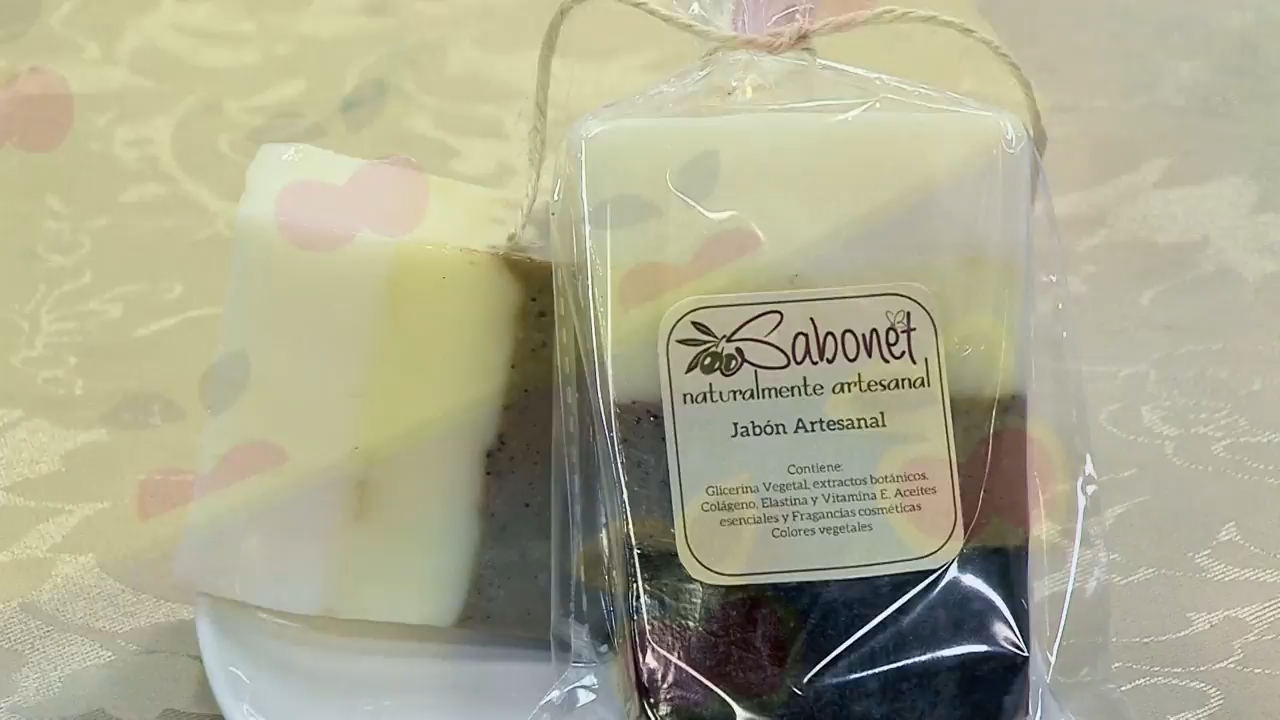 Sabonet
naturalmente artesanal
Jabón Artesanal
Contiene:
Glicerina Vegetal, extractos botánicos,
Colágeno, Elastina y Vitamina E. Aceites
esenciales y Fragancias cosméticas
Colores vegetales